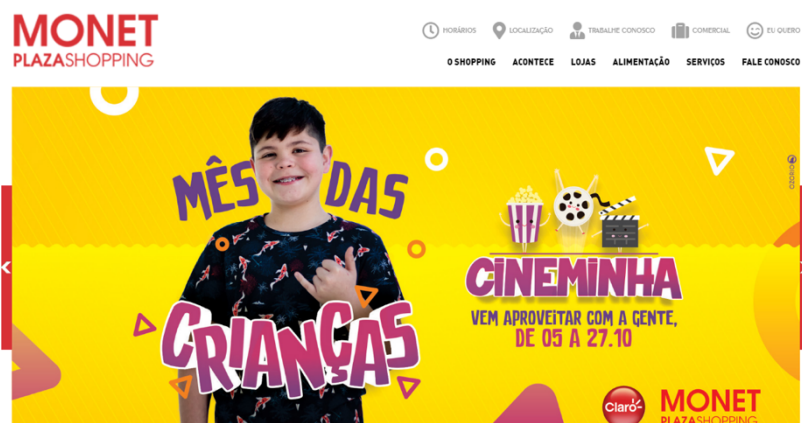 MONET
PLAZASHOPPING
HORÁRIOS
LOCALIZAÇÃO
TRABALHE CONOSCO
COMERCIAL
EU QUERO
O SHOPPING
ACONTECE
LOJAS
ALIMENTAÇÃO
SERVIÇOS
FALE CONOSCO
MÊS DAS
CRIANÇAS
CINEMINHA
VEM APROVEITAR COM A GENTE,
DE 05 A 27.10
OZORIO
Claro
MONET
PLAZASHOPPING